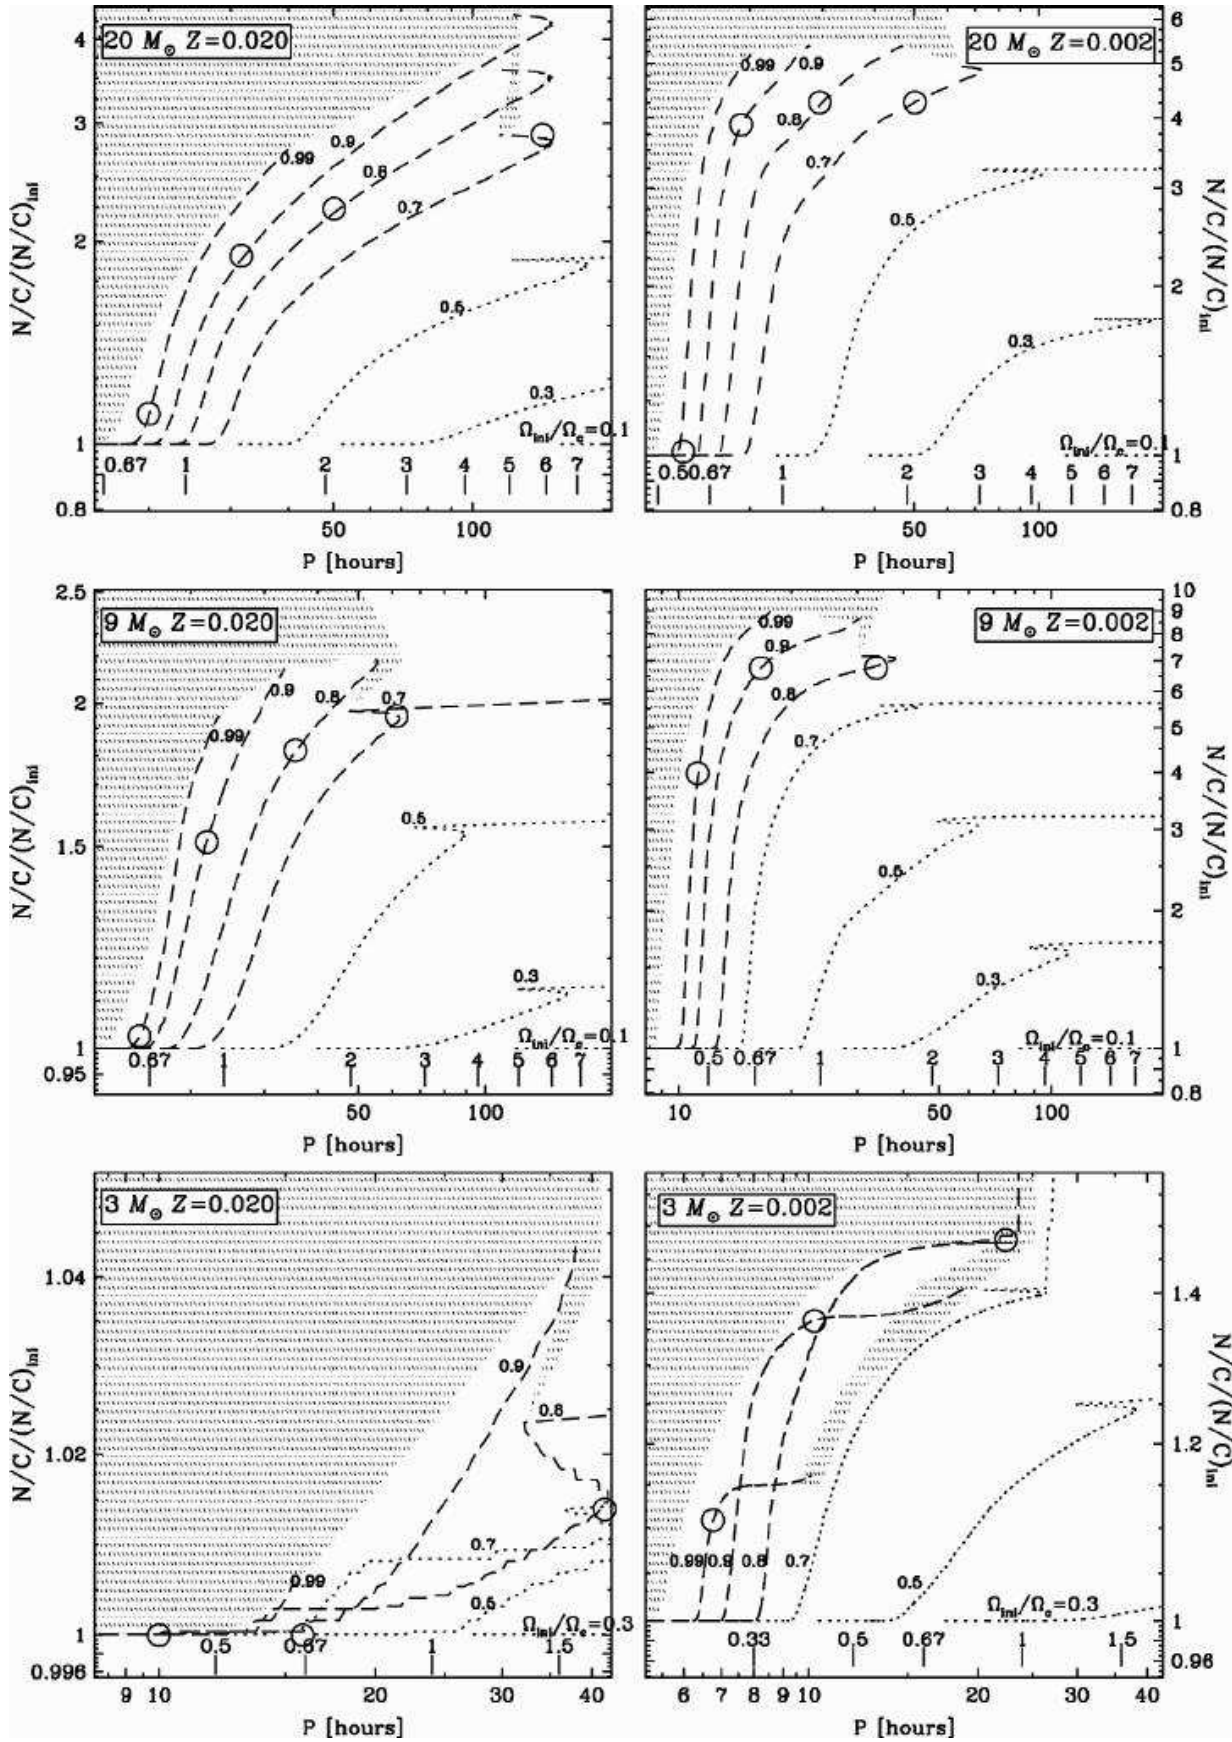 20 M☉ Z=0.020
4
3
2
1
0.8
N/C/(N/C)ini
0.99
0.9
0.8
0.7
0.5
0.3
Ωini/Ωc=0.1
0.67 1 2 3 4 5 6 7
50 100
P [hours]
20 M☉ Z=0.002
6
5
4
3
2
1
0.8
N/C/(N/C)ini
0.99
0.9
0.8
0.7
0.5
0.3
Ωini/Ωc=0.1
0.5 0.67 1 2 3 4 5 6 7
50 100
P [hours]
9 M☉ Z=0.020
2.5
2
1.5
1
0.95
N/C/(N/C)ini
0.99
0.9
0.8
0.7
0.5
0.3
Ωini/Ωc=0.1
0.67 1 2 3 4 5 6 7
50 100
P [hours]
9 M☉ Z=0.002
10
9
8
7
6
5
4
3
2
1
0.8
N/C/(N/C)ini
0.99
0.9
0.8
0.7
0.5
0.3
Ωini/Ωc=0.1
0.5 0.67 1 2 3 4 5 6 7
10 50 100
P [hours]
3 M☉ Z=0.020
1.04
1.02
1
0.996
N/C/(N/C)ini
0.9
0.8
0.7
0.99
0.5
Ωini/Ωc=0.3
0.5 0.67 1 1.5
9 10 20 30 40
P [hours]
3 M☉ Z=0.002
1.4
1.2
1
0.96
N/C/(N/C)ini
0.99 0.9 0.8 0.7
0.5
Ωini/Ωc=0.3
0.33 0.5 0.67 1 1.5
6 7 8 9 10 20 30 40
P [hours]